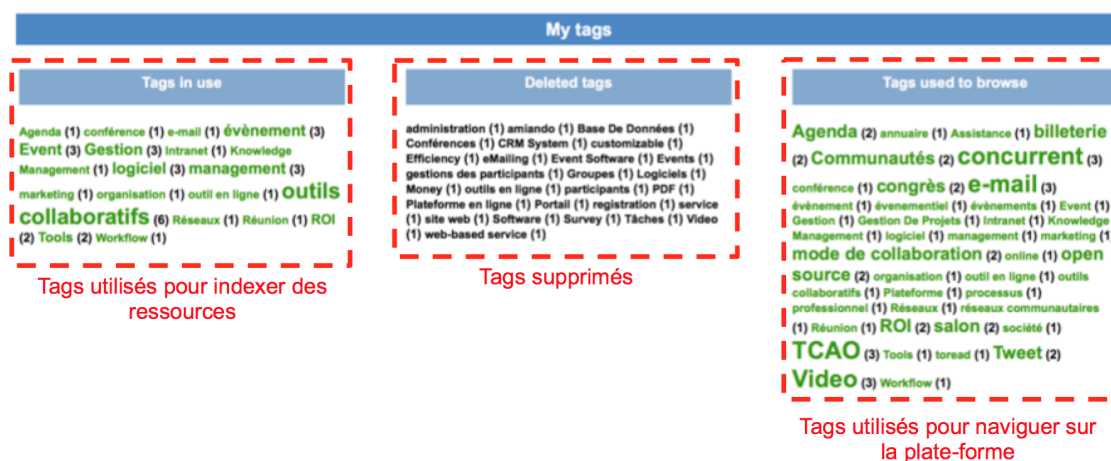 My tags
Tags in use
Agenda (1) conférence (1) e-mail (1) évènement (3)
Event (3) Gestion (3) Intranet (1) Knowledge
Management (1) logiciel (3) management (3)
marketing (1) organisation (1) outil en ligne (1) outils
collaboratifs (6) Réseaux (1) Réunion (1) ROI
(2) Tools (2) Workflow (1)
Tags utilisés pour indexer des
ressources
Deleted tags
administration (1) amiando (1) Base De Données (1)
Conférences (1) CRM System (1) customizable (1)
Efficiency (1) eMailing (1) Event Software (1) Events (1)
gestions des participants (1) Groupes (1) Logiciels (1)
Money (1) outils en ligne (1) participants (1) PDF (1)
Plateforme en ligne (1) Portail (1) registration (1) service
(1) site web (1) Software (1) Survey (1) Tâches (1) Video
(1) web-based service (1)
Tags supprimés
Tags used to browse
Agenda (2) annuaire (1) Assistance (1) billeterie
(2) Communautés (2) concurrent (3)
conférence (1) congrès (2) e-mail (3)
évènement (1) évenementiel (1) évènements (1) Event (1)
Gestion (1) Gestion De Projets (1) Intranet (1) Knowledge
Management (1) logiciel (1) management (1) marketing (1)
mode de collaboration (2) online (1) open
source (2) organisation (1) outil en ligne (1) outils
collaboratifs (1) Plateforme (1) processus (1)
professionnel (1) Réseaux (1) réseaux communautaires
(1) Réunion (1) ROI (2) salon (2) société (1)
TCAO (3) Tools (1) toread (1) Tweet (2)
Video (3) Workflow (1)
Tags utilisés pour naviguer sur
la plate-forme